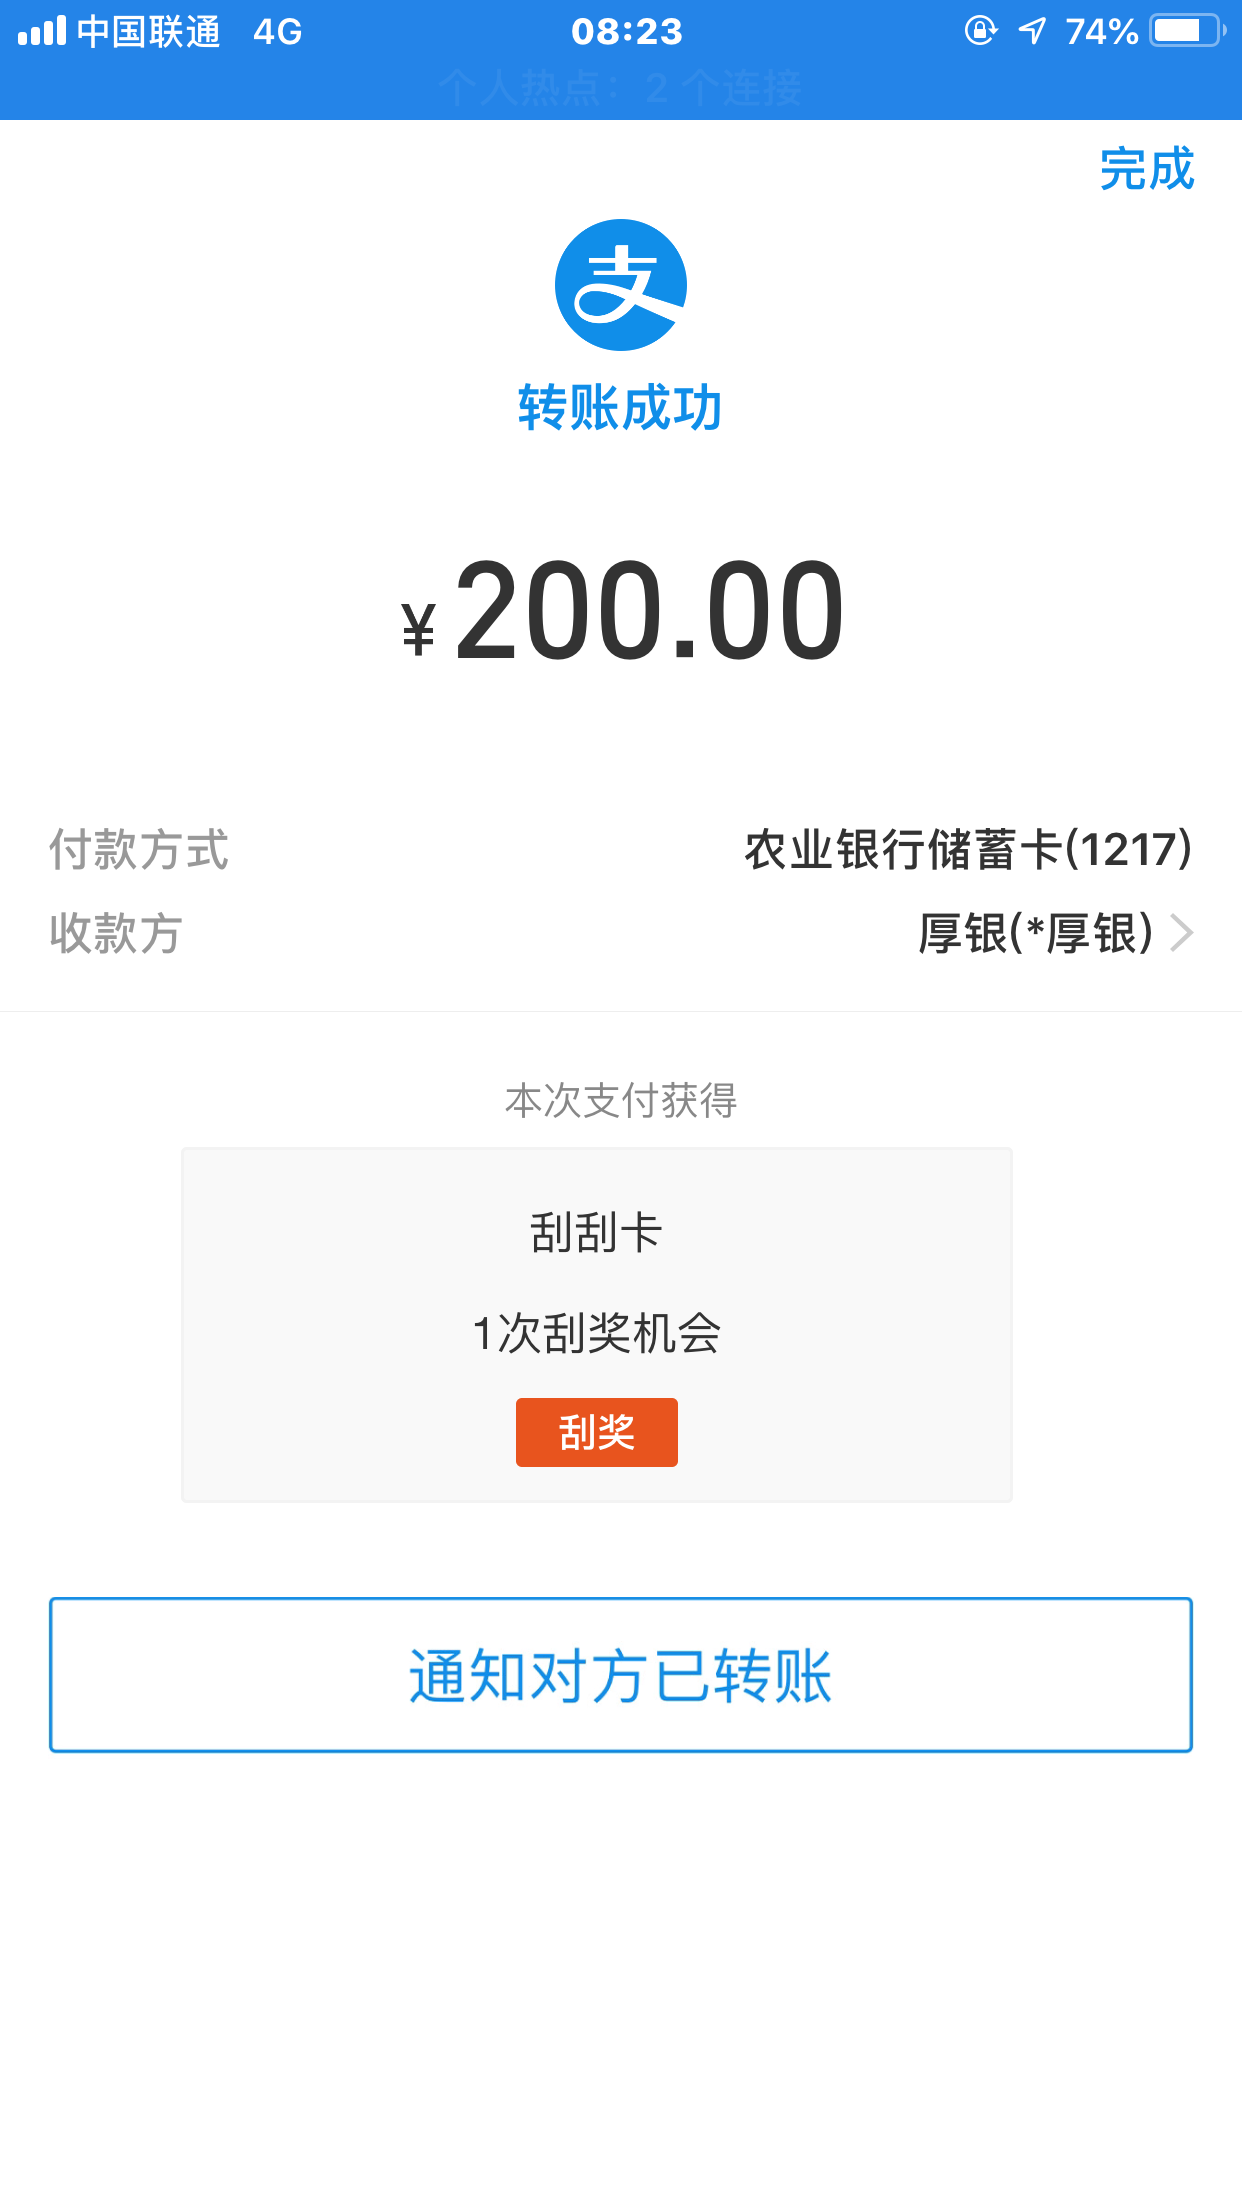 中国联通 4G 08:23 74%
个人热点：2 个连接
完成
支
转账成功
¥200.00
付款方式 农业银行储蓄卡(1217)
收款方 厚银(*厚银)
本次支付获得
刮刮卡
1次刮奖机会
刮奖
通知对方已转账